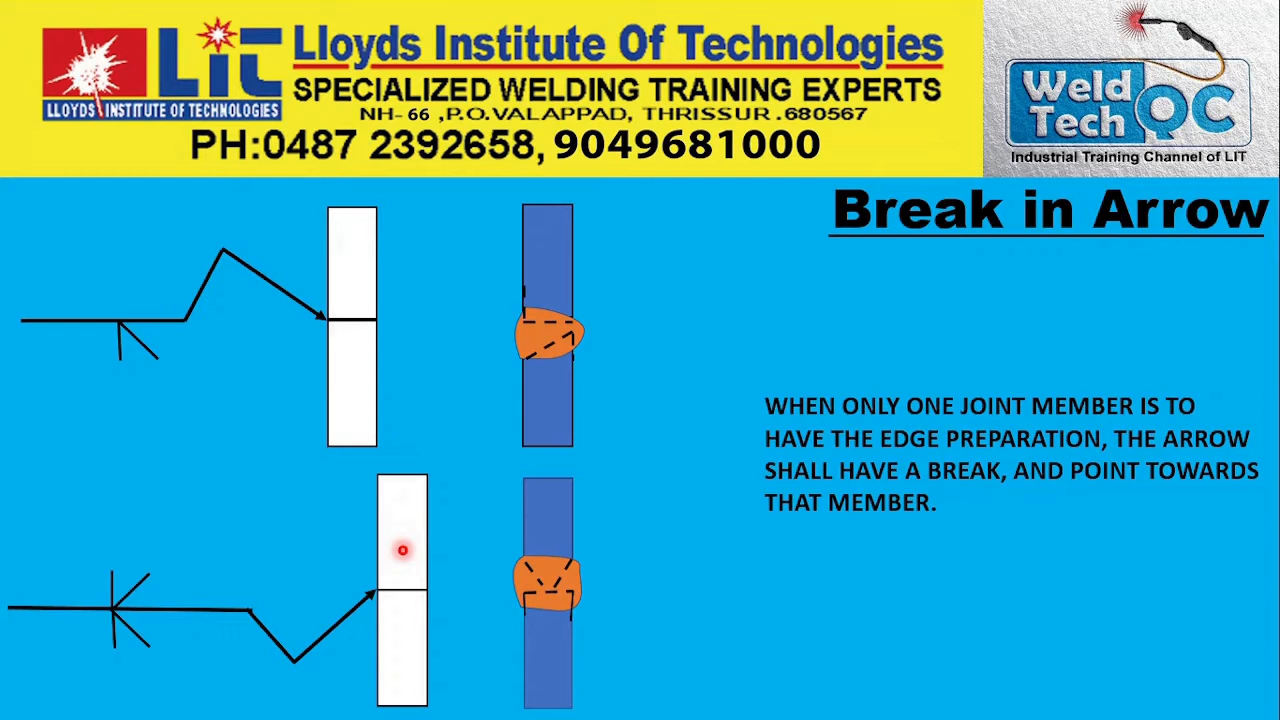 LIT
LLOYDS INSTITUTE OF TECHNOLOGIES
Lloyds Institute Of Technologies
SPECIALIZED WELDING TRAINING EXPERTS
NH- 66 ,P.O.VALAPPAD, THRISSUR .680567
PH:0487 2392658, 9049681000
Weld
Tech QC
Industrial Training Channel of LIT
Break in Arrow
WHEN ONLY ONE JOINT MEMBER IS TO
HAVE THE EDGE PREPARATION, THE ARROW
SHALL HAVE A BREAK, AND POINT TOWARDS
THAT MEMBER.